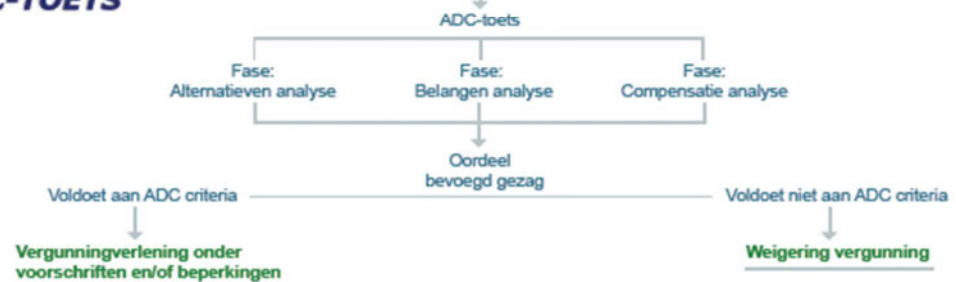 C-TOETS
ADC-toets
Fase:
Alternatieven analyse
Fase:
Belangen analyse
Fase:
Compensatie analyse
Oordeel
bevoegd gezag
Voldoet aan ADC criteria
Voldoet niet aan ADC criteria
Vergunningverlening onder
voorschriften en/of beperkingen
Weigering vergunning